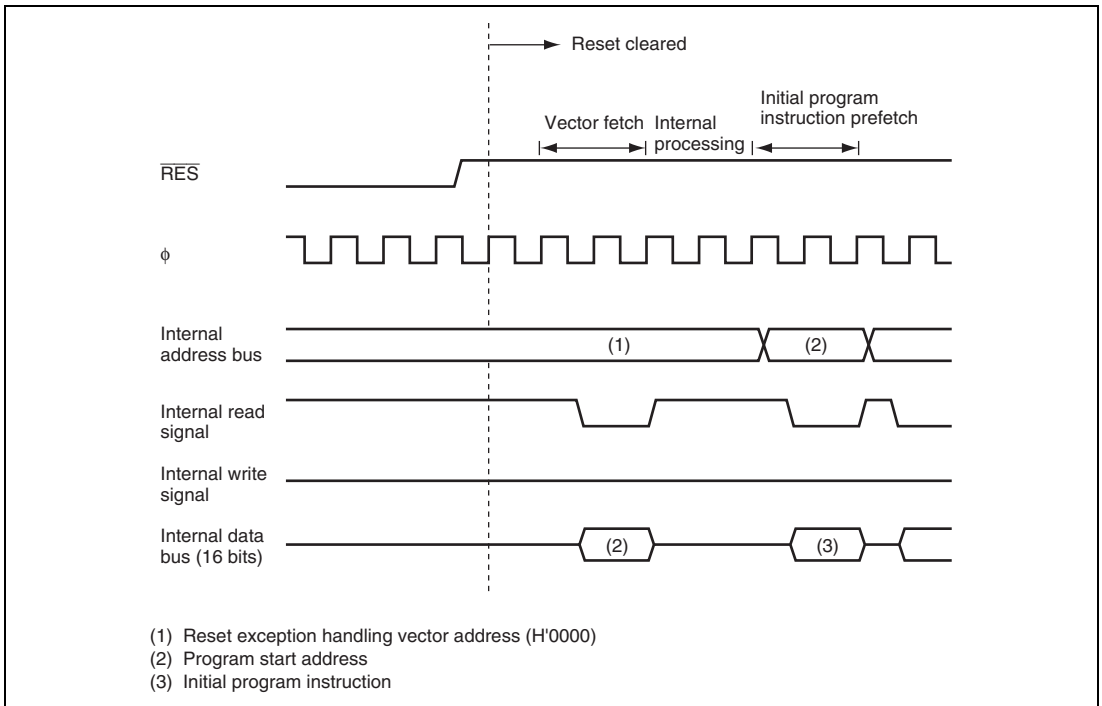 Reset cleared
Initial program
instruction prefetch
Vector fetch
Internal
processing
RES
φ
Internal
address bus
(1)
(2)
Internal read
signal
Internal write
signal
Internal data
bus (16 bits)
(2)
(3)
(1) Reset exception handling vector address (H'0000)
(2) Program start address
(3) Initial program instruction